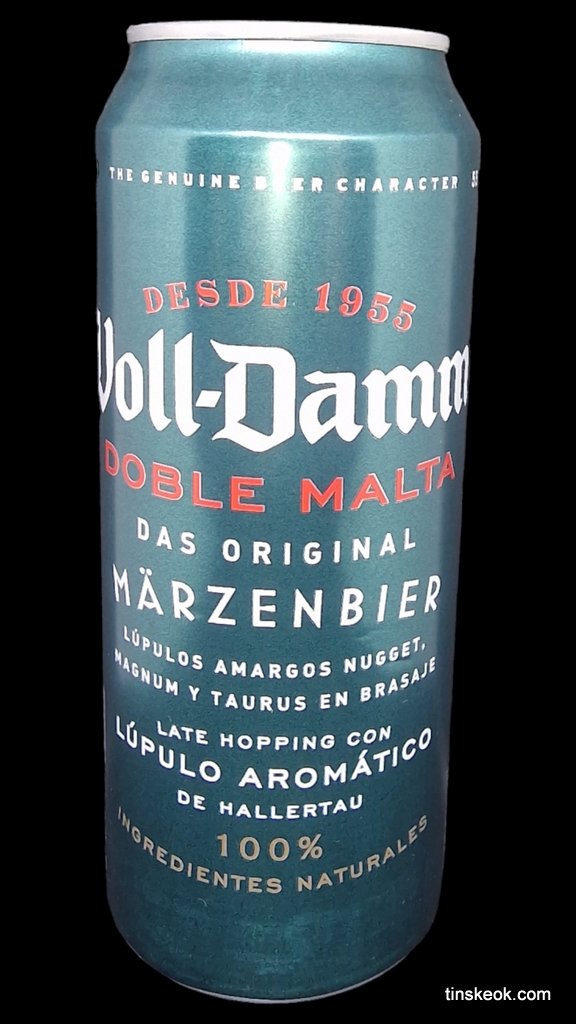 THE GENUINE BEER CHARACTER
DESDE 1955
Voll-Damm
DOBLE MALTA
DAS ORIGINAL
MÄRZENBIER
LÚPULOS AMARGOS NUGGET,
MAGNUM Y TAURUS EN BRASAJE
LATE HOPPING CON
LÚPULO AROMÁTICO
DE HALLERTAU
100%
INGREDIENTES NATURALES
tinskeok.com